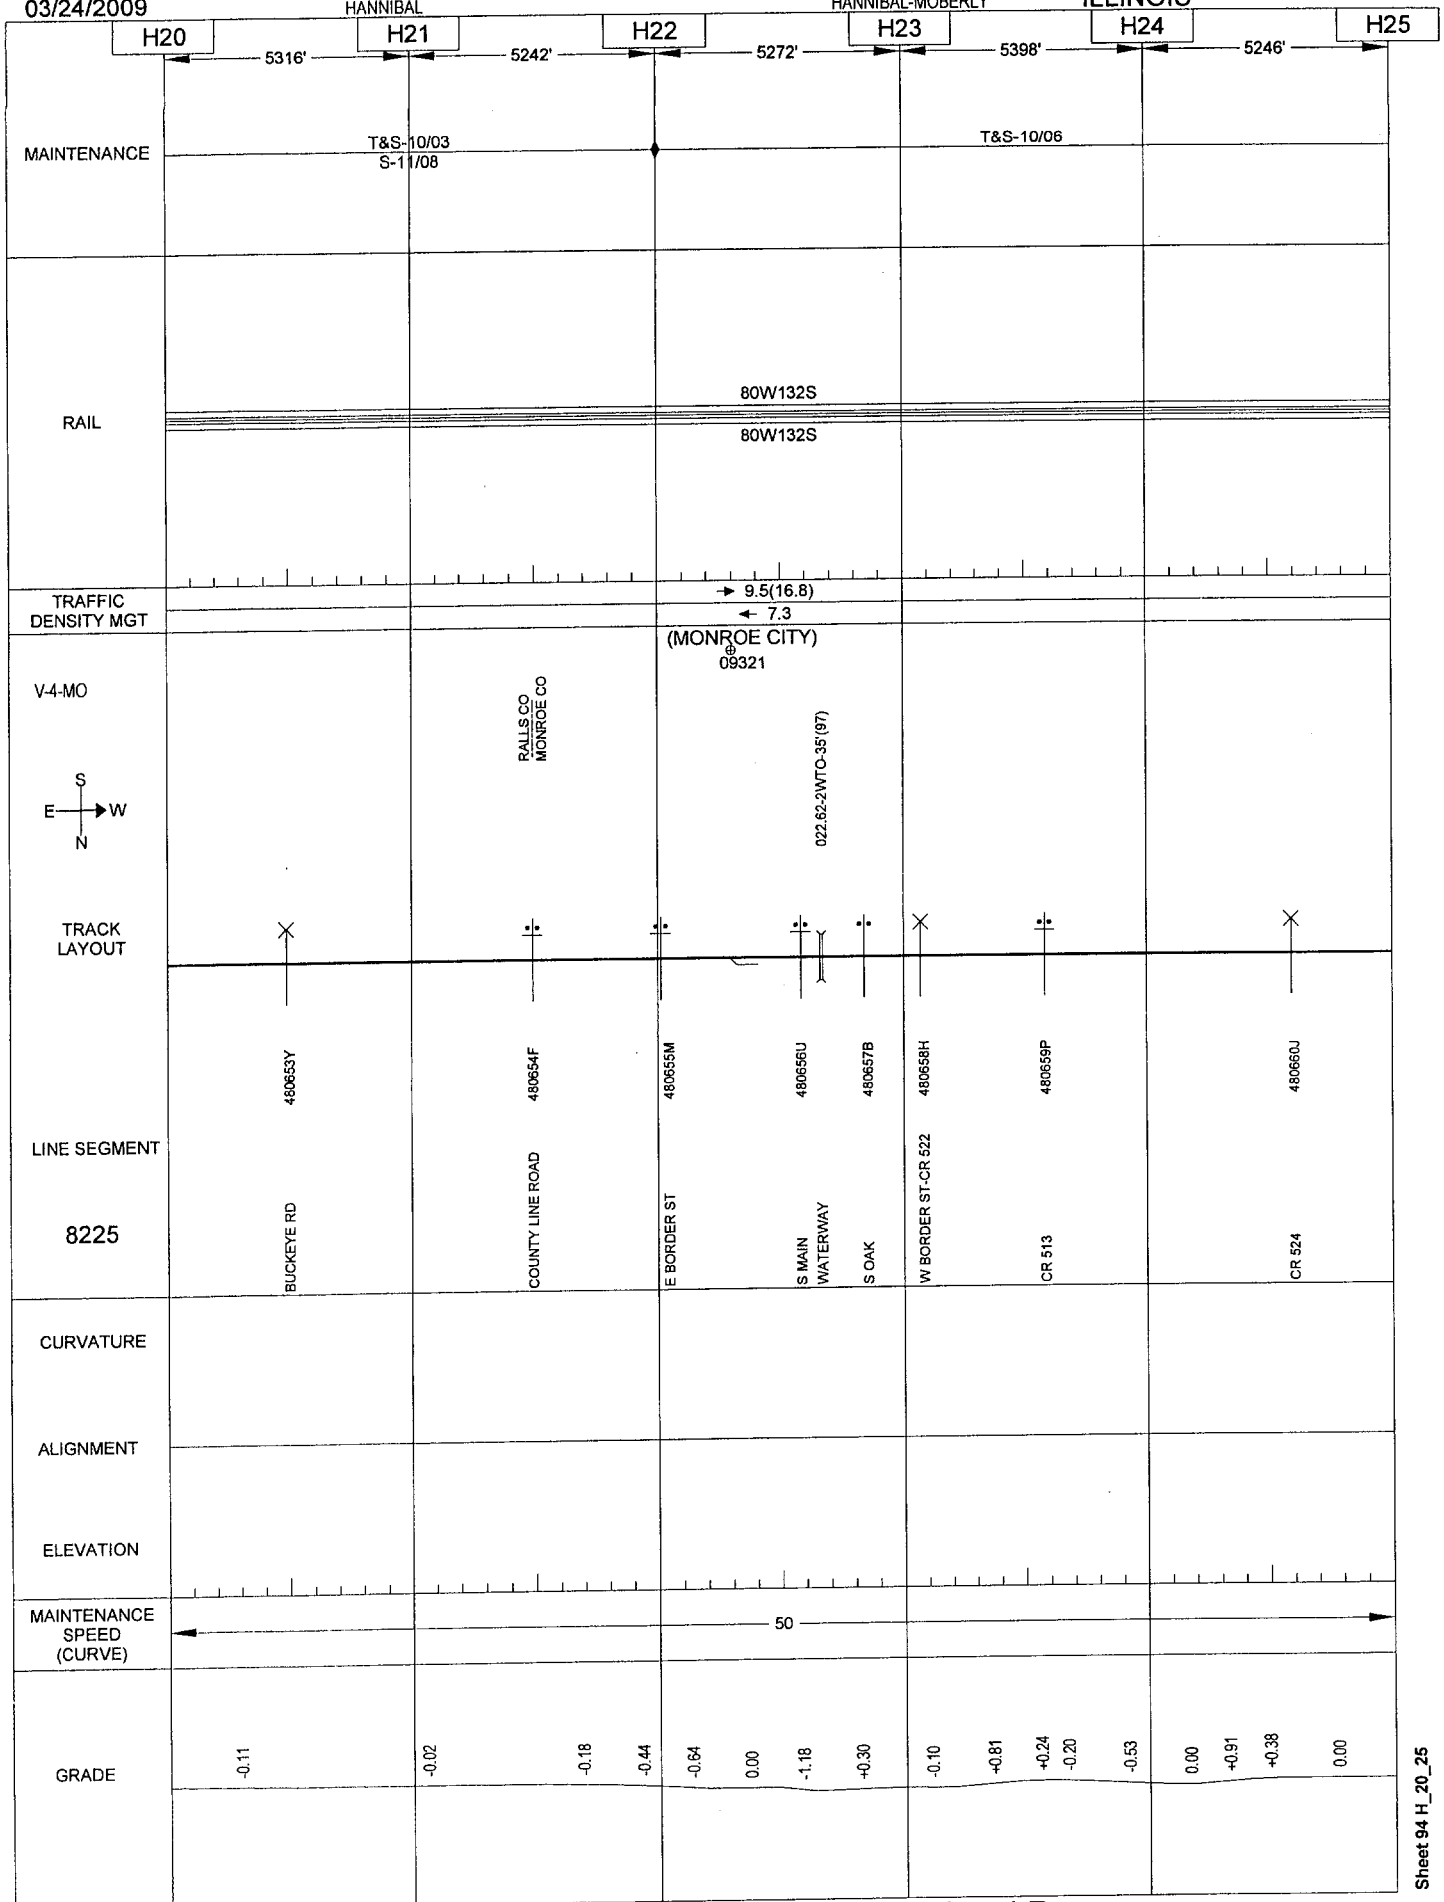 03/24/2009 HANNIBAL HANNIBAL-MOBERLY ILLINOIS
H20 H21 H22 H23 H24 H25
5316' 5242' 5272' 5398' 5246'
MAINTENANCE
T&S-10/03
S-11/08
T&S-10/06
RAIL
80W132S
80W132S
TRAFFIC
DENSITY MGT
9.5(16.8)
7.3
(MONROE CITY)
09321
V-4-MO
RALLS CO
MONROE CO
022.62-2WTO-35'(97)
S
E W
N
TRACK
LAYOUT
480653Y
480654F
480655M
480656U
480657B
480658H
480659P
480660J
LINE SEGMENT
8225
BUCKEYE RD
COUNTY LINE ROAD
E BORDER ST
S MAIN
WATERWAY
S OAK
W BORDER ST-CR 522
CR 513
CR 524
CURVATURE
ALIGNMENT
ELEVATION
MAINTENANCE
SPEED
(CURVE)
50
GRADE
-0.11
-0.02
-0.18
-0.44
-0.64
0.00
-1.18
+0.30
-0.10
+0.81
+0.24
-0.20
-0.53
0.00
+0.91
+0.38
0.00
Sheet 94 H_20_25